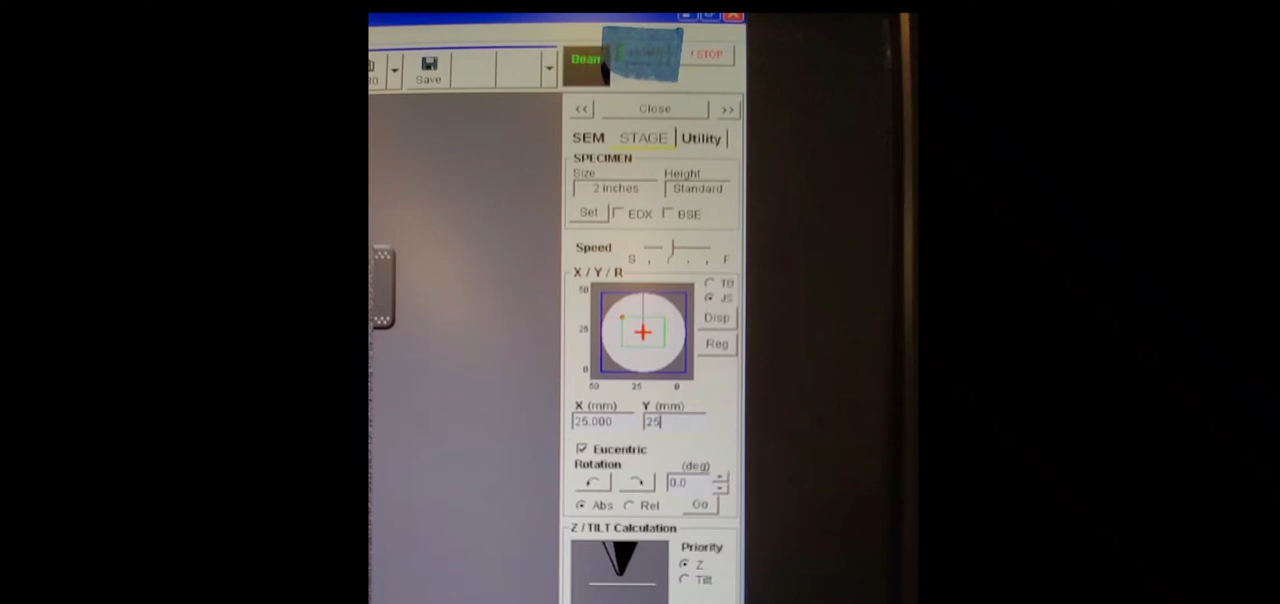 Beam
! STOP
Save
<< Close >>
SEM STAGE Utility
SPECIMEN
Size Height
2 inches Standard
Set EDX BSE
Speed
S F
X / Y / R
50
25
0
50 25 0
Disp
Reg
X (mm) Y (mm)
25.000 25
Eucentric
Rotation (deg)
0.0
Abs Rel Go
Z / TILT Calculation
Priority
Z
Tilt